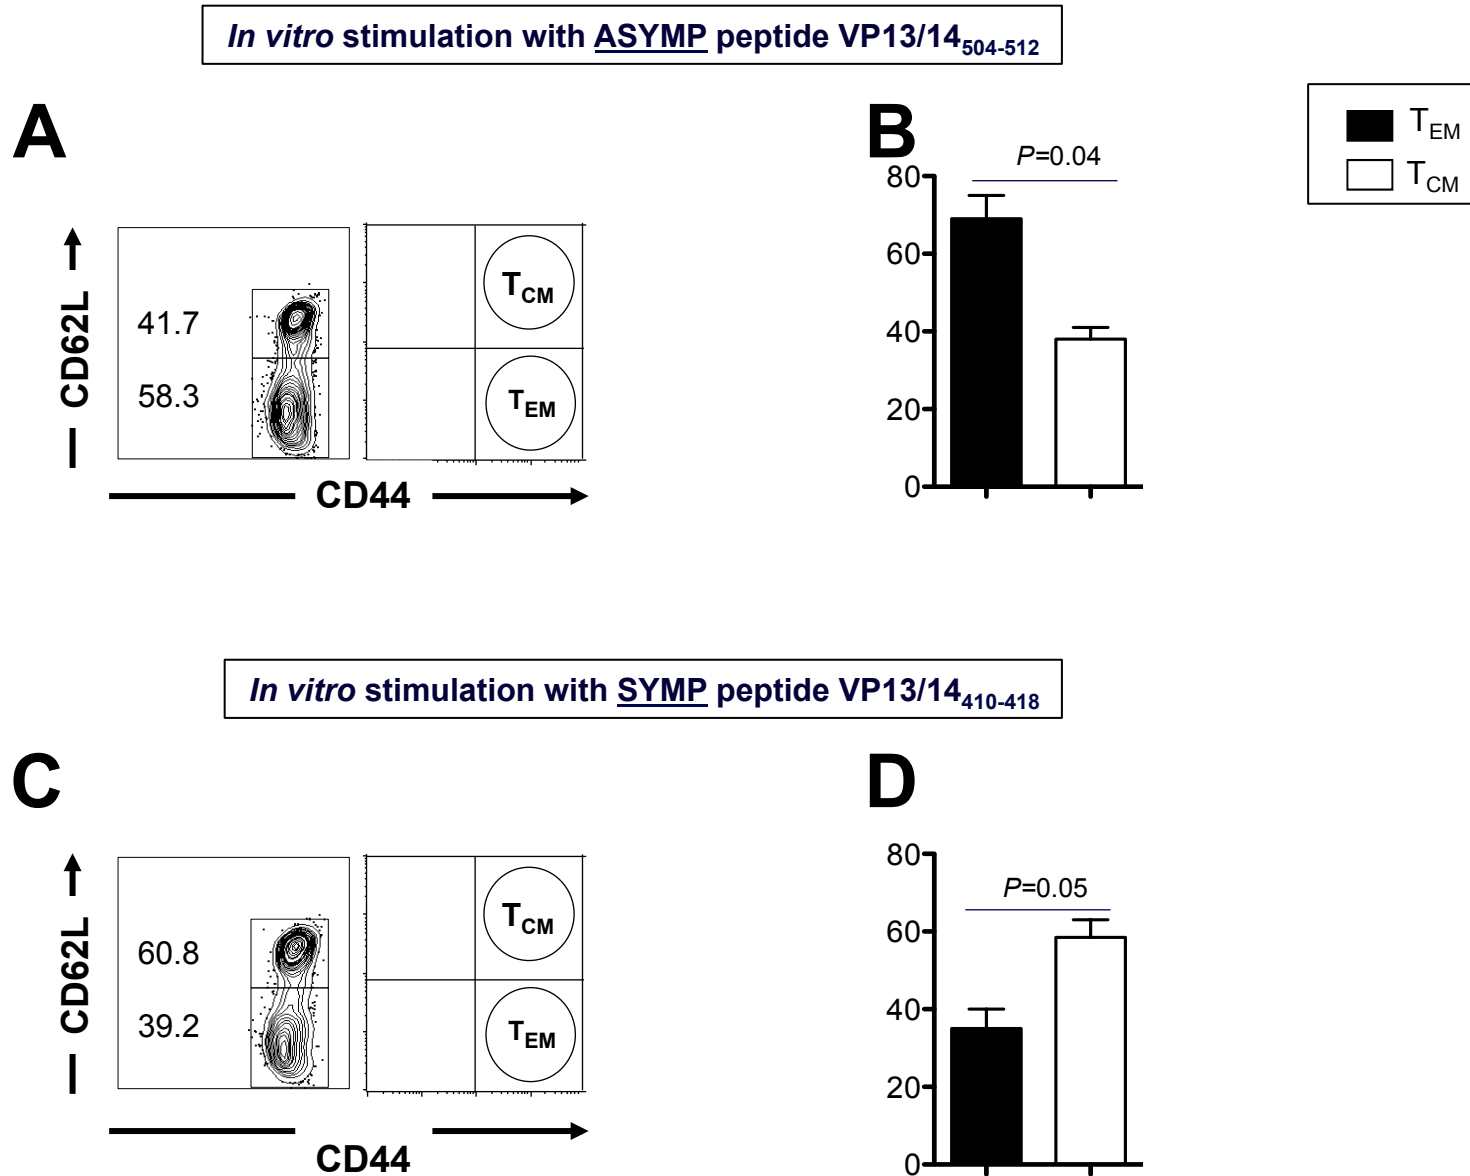 In vitro stimulation with ASYMP peptide VP13/14504-512
A
B
TEM
TCM
P=0.04
80
60
40
20
0
CD62L
41.7
58.3
TCM
TEM
CD44
In vitro stimulation with SYMP peptide VP13/14410-418
C
D
P=0.05
80
60
40
20
0
CD62L
60.8
39.2
TCM
TEM
CD44